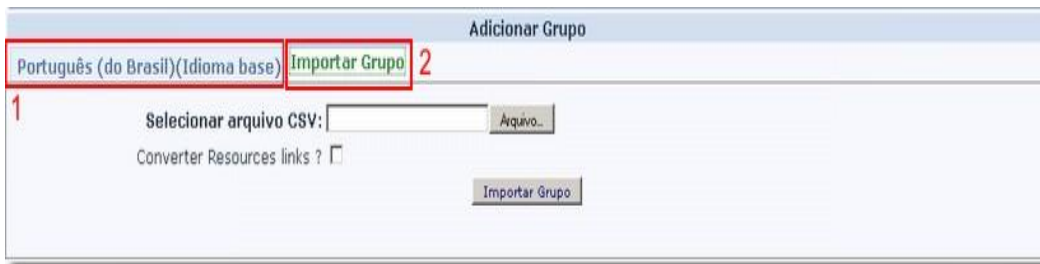 Adicionar Grupo
Português (do Brasil)(Idioma base) Importar Grupo 2
1
Selecionar arquivo CSV: Arquivo...
Converter Resources links ?
Importar Grupo